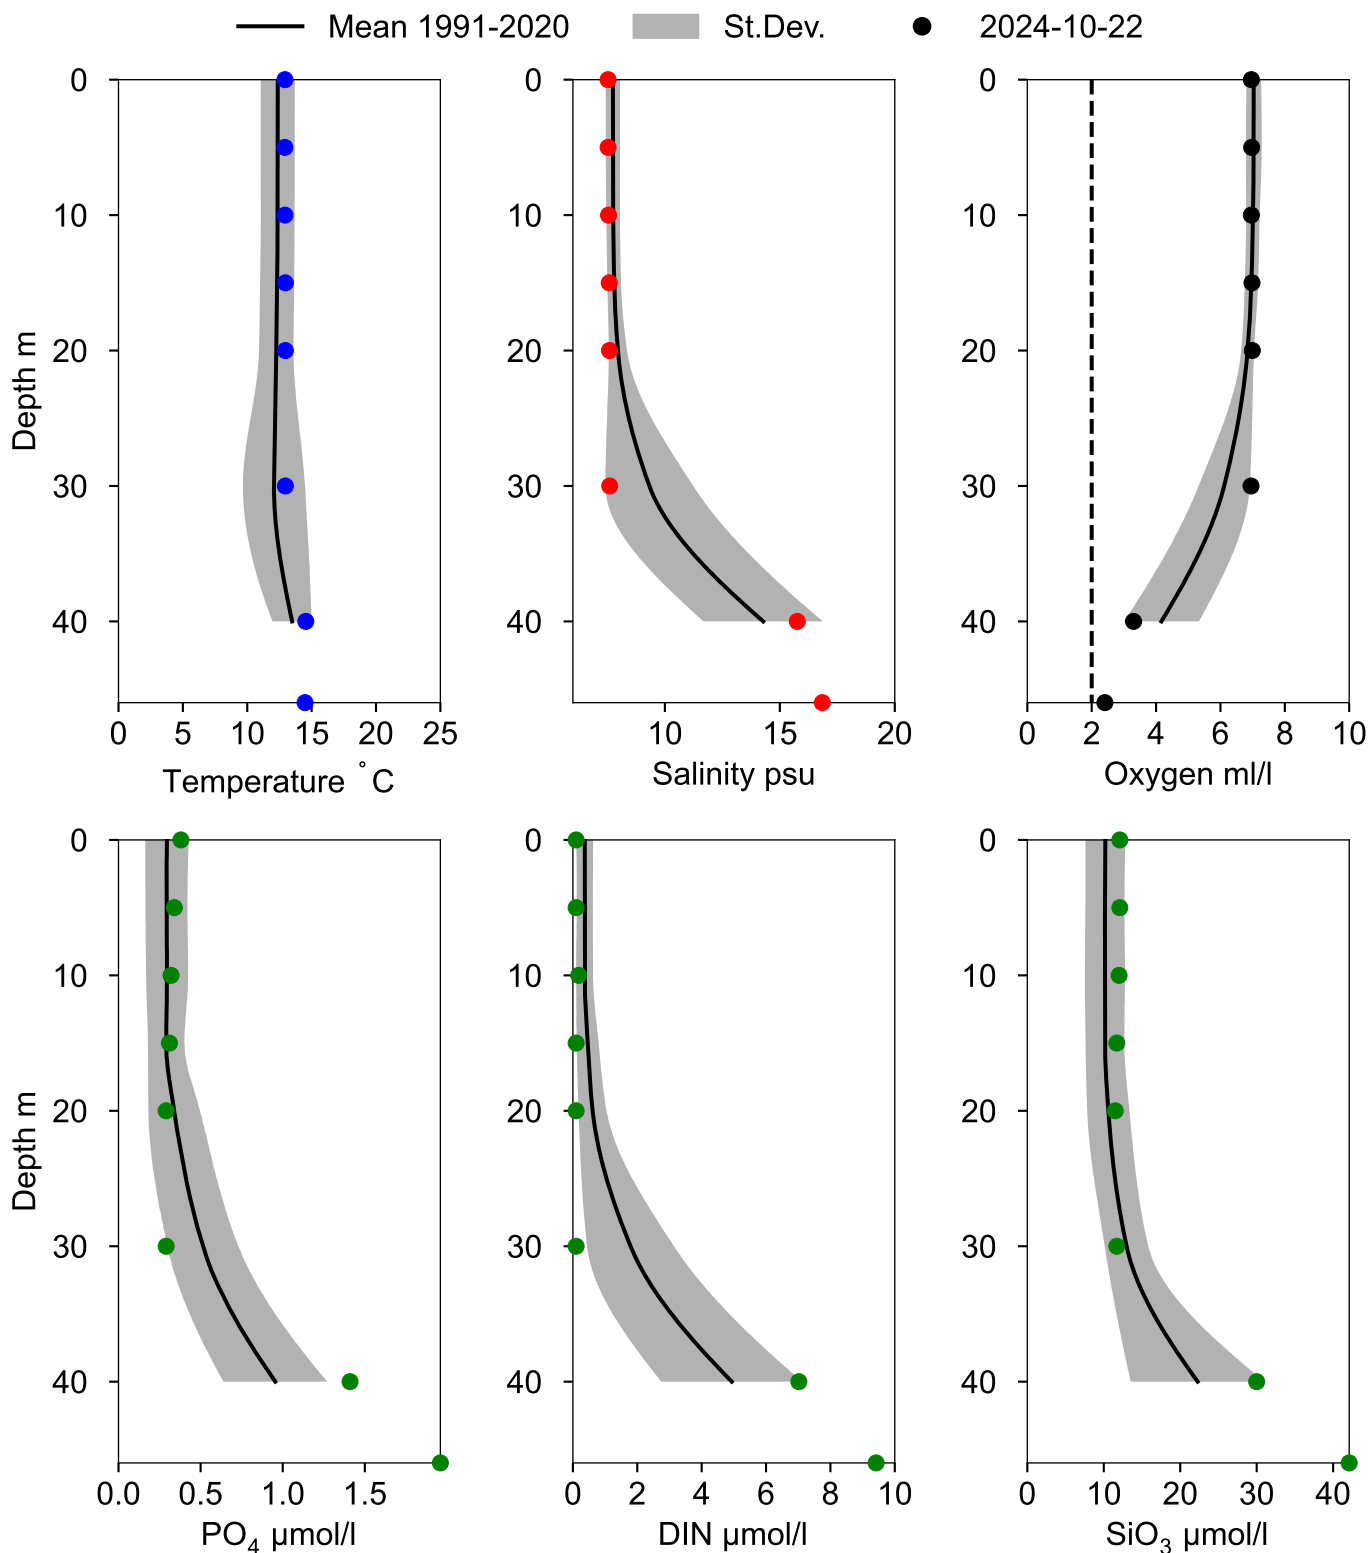 Mean 1991-2020 St.Dev. 2024-10-22
0 0 0
10 10 10
20 20 20
Depth m
30 30 30
40 40 40
0 5 10 15 20 25 10 15 20 0 2 4 6 8 10
Temperature °C Salinity psu Oxygen ml/l
0 0 0
10 10 10
20 20 20
Depth m
30 30 30
40 40 40
0.0 0.5 1.0 1.5 0 2 4 6 8 10 0 10 20 30 40
PO₄ µmol/l DIN µmol/l SiO₃ µmol/l